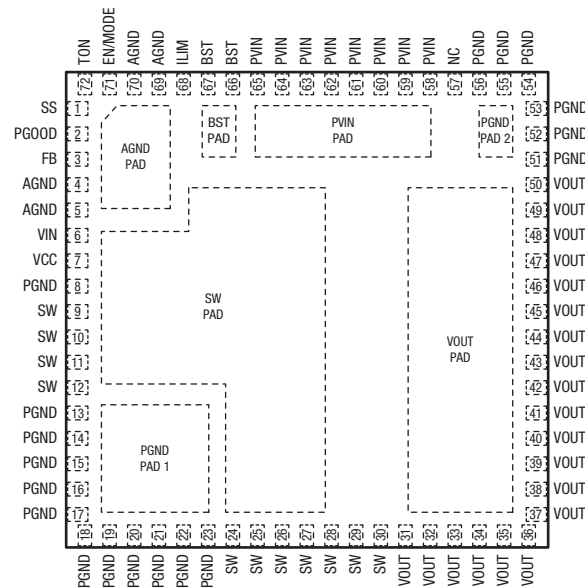 TON
EN/MODE
AGND
AGND
ILIM
BST
BST
PVIN
PVIN
PVIN
PVIN
PVIN
PVIN
PVIN
PVIN
NC
PGND
PGND
PGND
72
71
70
69
68
67
66
65
64
63
62
61
60
59
58
57
56
55
54
SS 1
PGOOD 2
FB 3
AGND 4
AGND 5
VIN 6
VCC 7
PGND 8
SW 9
SW 10
SW 11
SW 12
PGND 13
PGND 14
PGND 15
PGND 16
PGND 17
AGND
PAD
BST
PAD
PVIN
PAD
PGND
PAD 2
SW
PAD
VOUT
PAD
PGND
PAD 1
53 PGND
52 PGND
51 PGND
50 VOUT
49 VOUT
48 VOUT
47 VOUT
46 VOUT
45 VOUT
44 VOUT
43 VOUT
42 VOUT
41 VOUT
40 VOUT
39 VOUT
38 VOUT
37 VOUT
18
19
20
21
22
23
24
25
26
27
28
29
30
31
32
33
34
35
36
PGND
PGND
PGND
PGND
PGND
PGND
SW
SW
SW
SW
SW
SW
SW
VOUT
VOUT
VOUT
VOUT
VOUT
VOUT